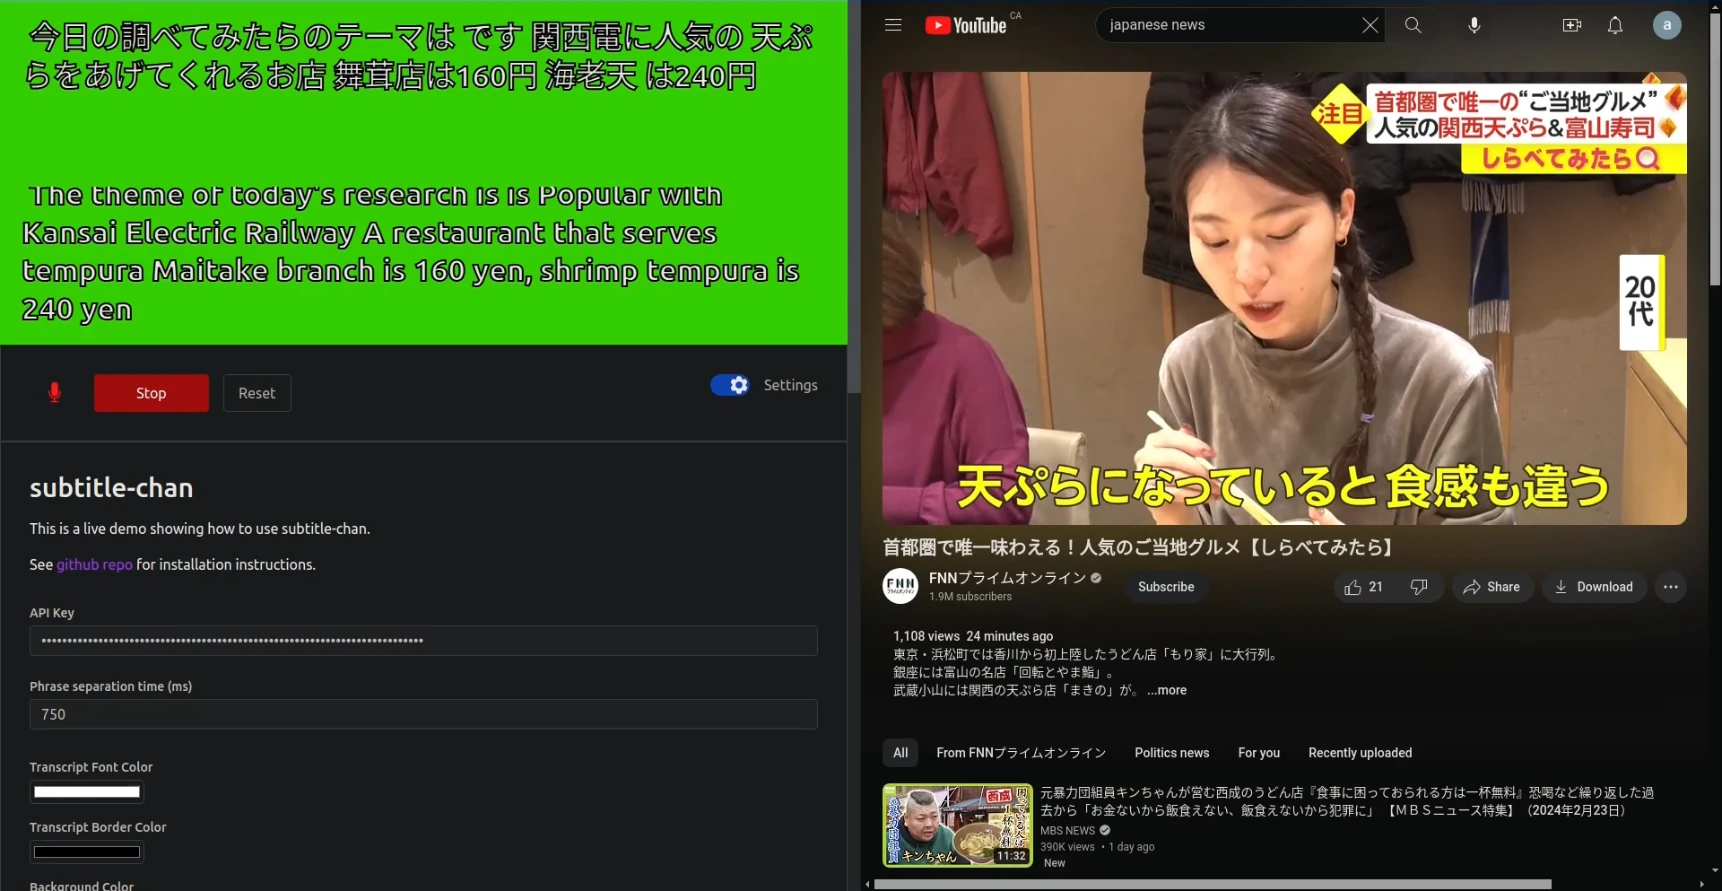 今日の調べてみたらのテーマは です 関西電に人気の 天ぷ
らをあげてくれるお店 舞茸店は160円 海老天 は240円
The theme of today's research is is Popular with
Kansai Electric Railway A restaurant that serves
tempura Maitake branch is 160 yen, shrimp tempura is
240 yen
Stop
Reset
Settings
subtitle-chan
This is a live demo showing how to use subtitle-chan.
See github repo for installation instructions.
API Key
Phrase separation time (ms)
750
Transcript Font Color
Transcript Border Color
Background Color
YouTube CA
japanese news
a
注目
首都圏で唯一の“ご当地グルメ”
人気の関西天ぷら&富山寿司
しらべてみたら
20代
天ぷらになっていると食感も違う
首都圏で唯一味わえる！人気のご当地グルメ【しらべてみたら】
FNN
FNNプライムオンライン
1.9M subscribers
Subscribe
21
Share
Download
1,108 views 24 minutes ago
東京・浜松町では香川から初上陸したうどん店「もり家」に大行列。
銀座には富山の名店「回転とやま鮨」。
武蔵小山には関西の天ぷら店「まきの」が。 ...more
All
From FNNプライムオンライン
Politics news
For you
Recently uploaded
西成
キンちゃん
11:32
元暴力団組員キンちゃんが営む西成のうどん店『食事に困っておられる方は一杯無料』恐喝など繰り返した過
去から「お金ないから飯食えない、飯食えないから犯罪に」【ＭＢＳニュース特集】（2024年2月23日）
MBS NEWS
390K views • 1 day ago
New